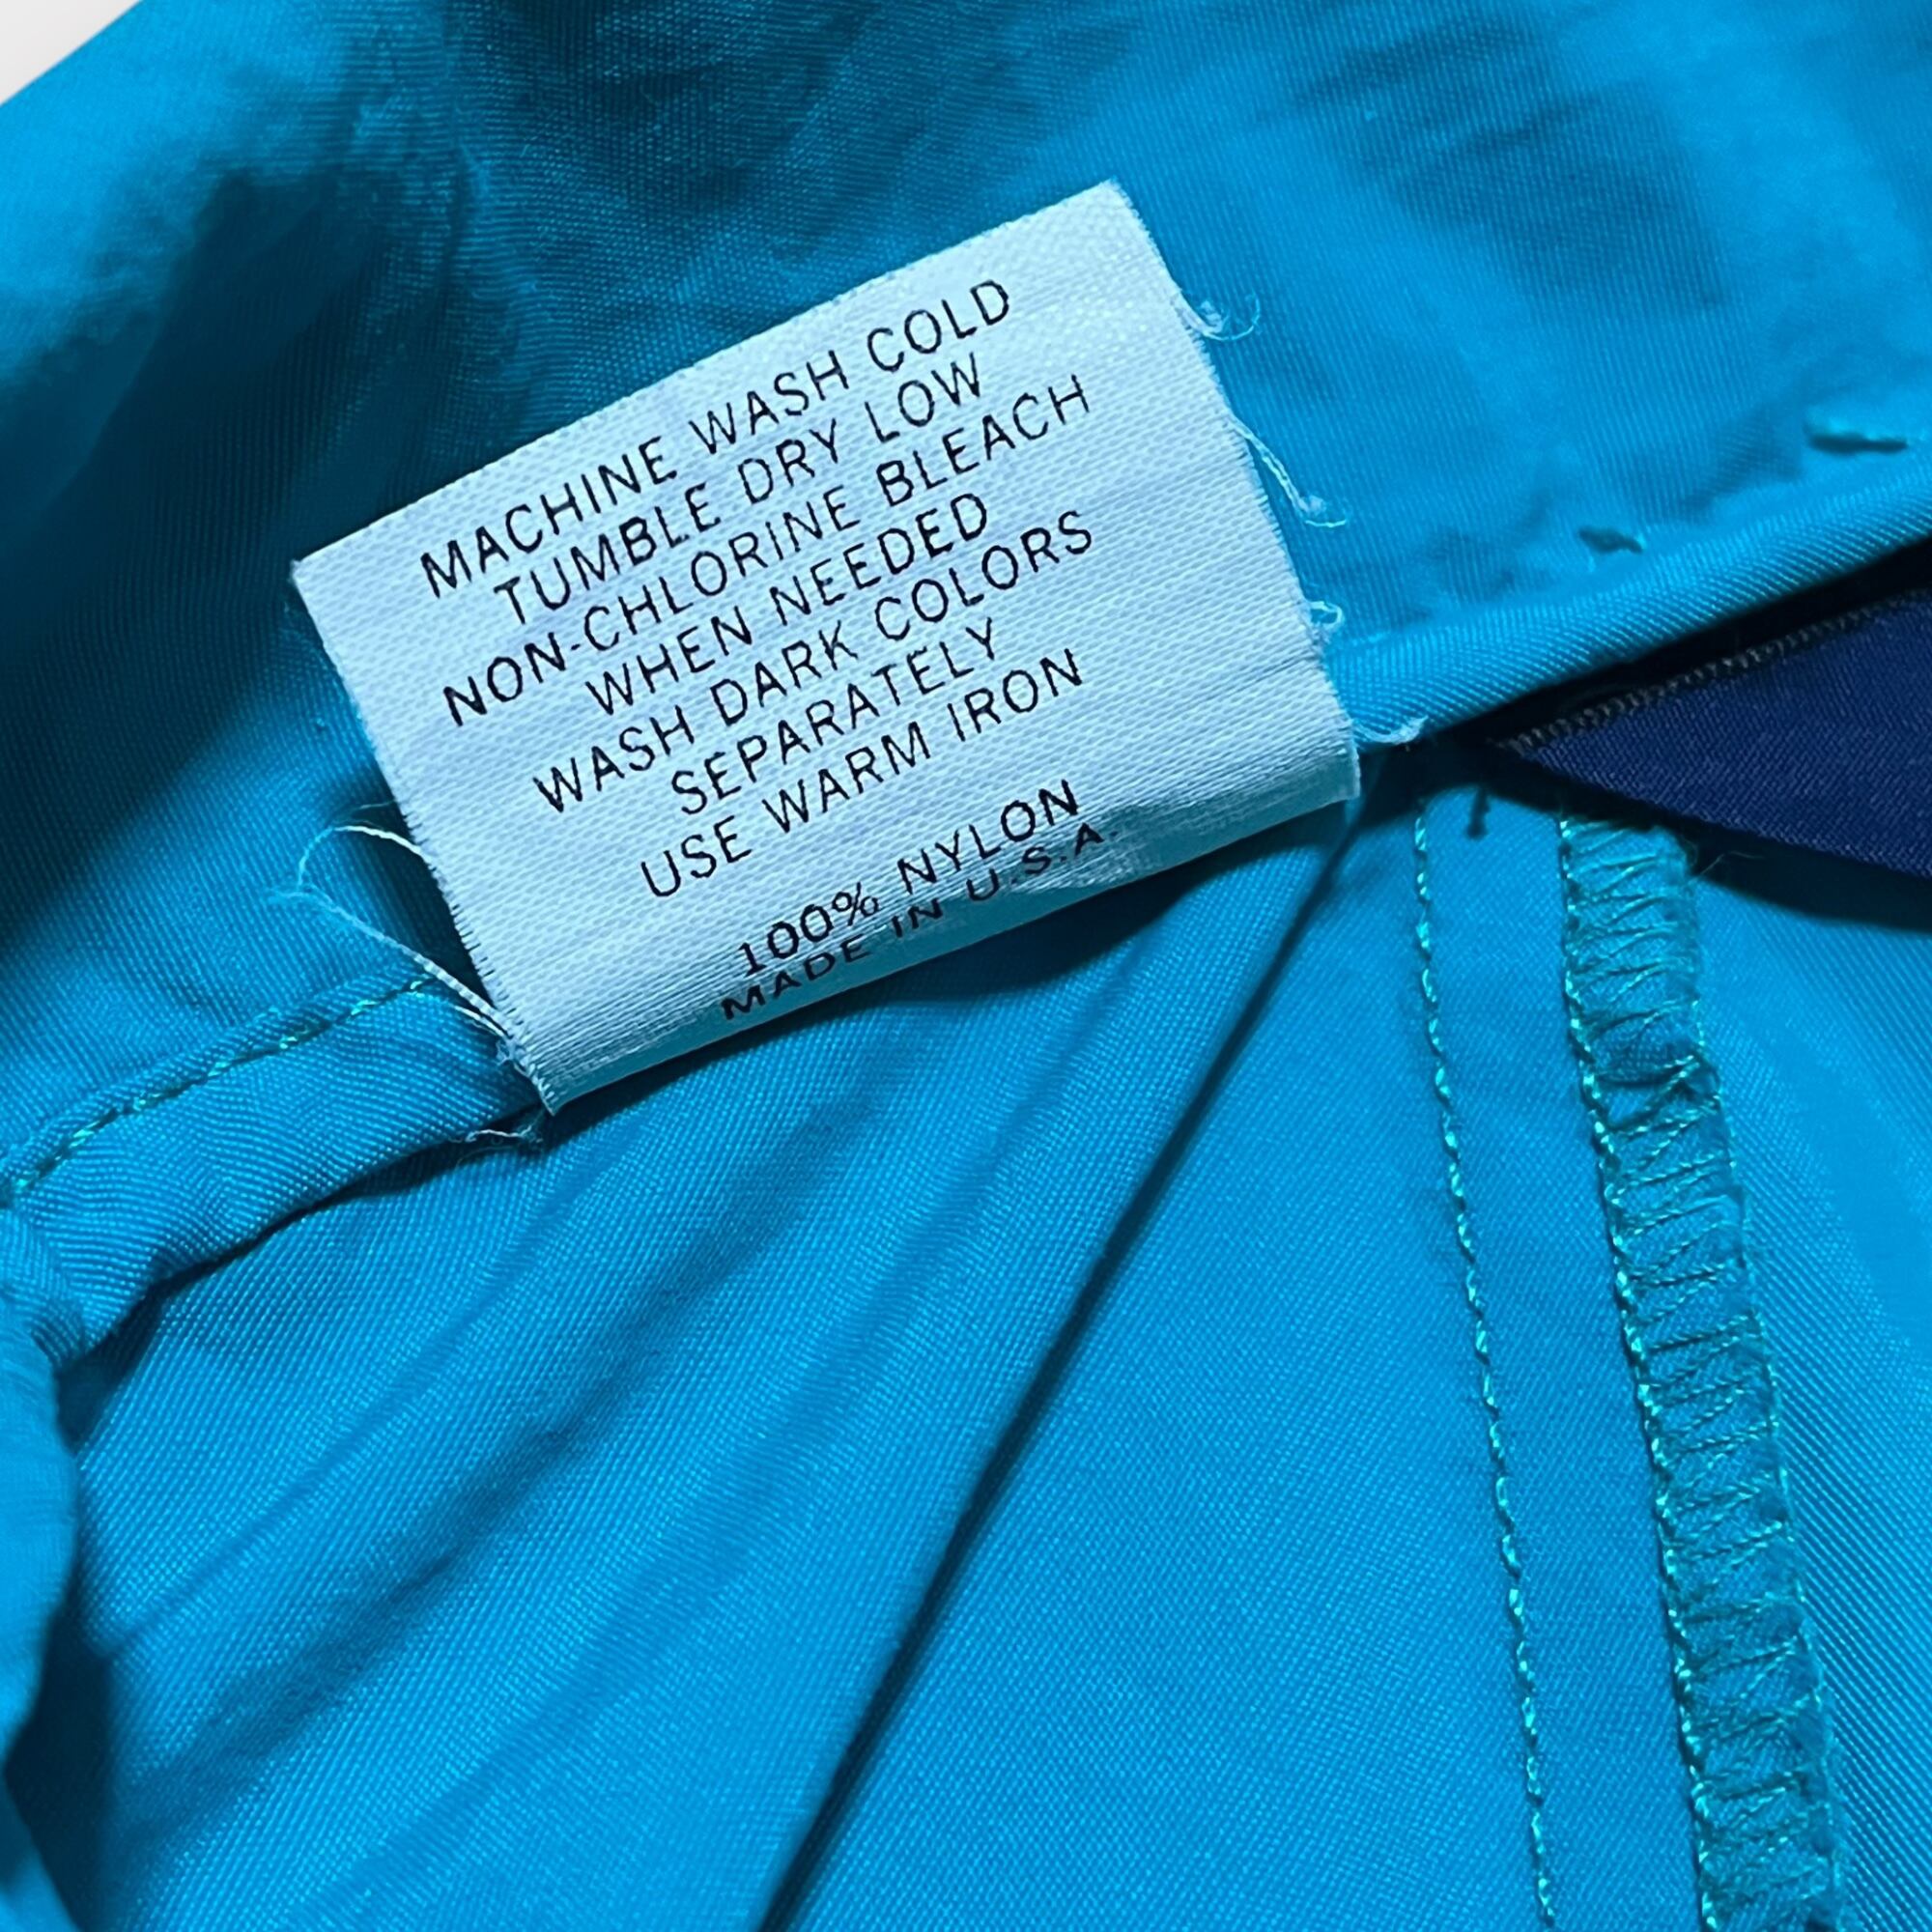 MACHINE WASH COLD
TUMBLE DRY LOW
NON-CHLORINE BLEACH
WHEN NEEDED
WASH DARK COLORS
SEPARATELY
USE WARM IRON
100% NYLON
MADE IN U.S.A.